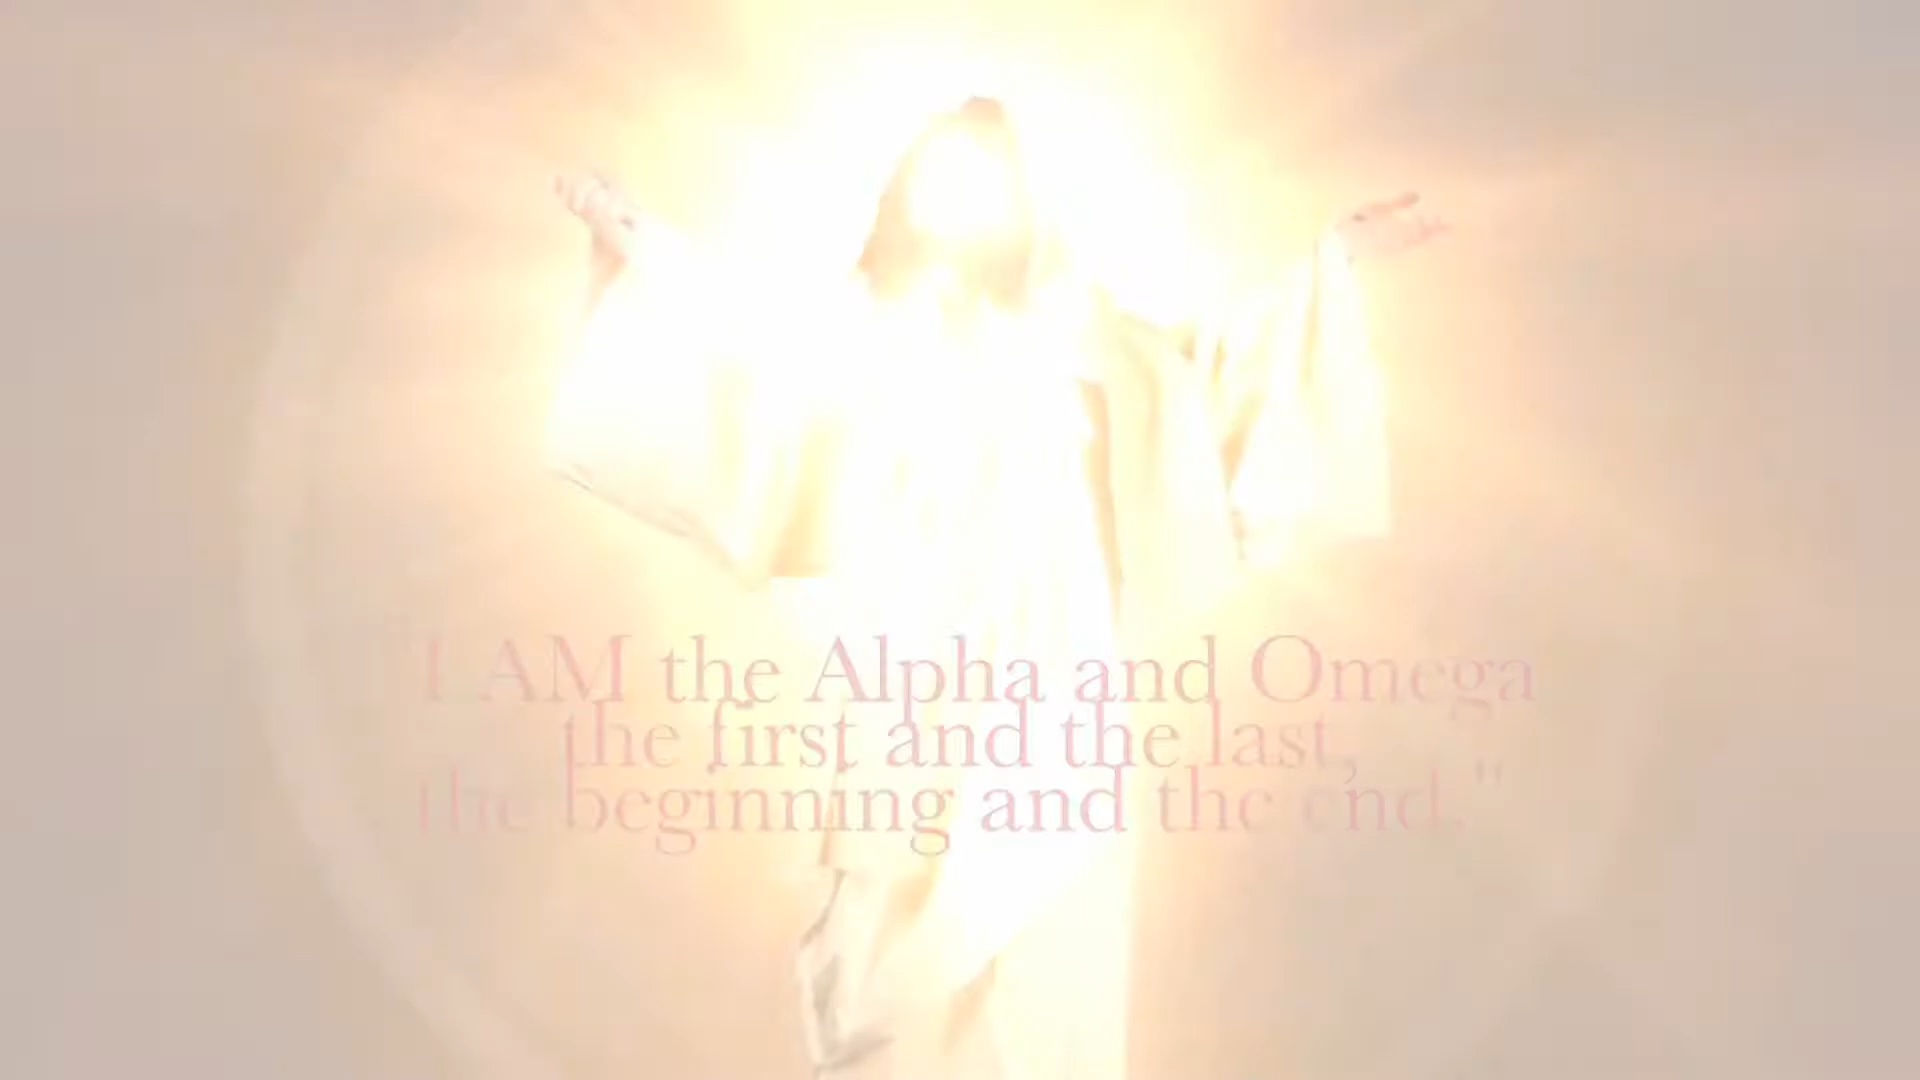 "I AM the Alpha and Omega
the first and the last,
the beginning and the end."